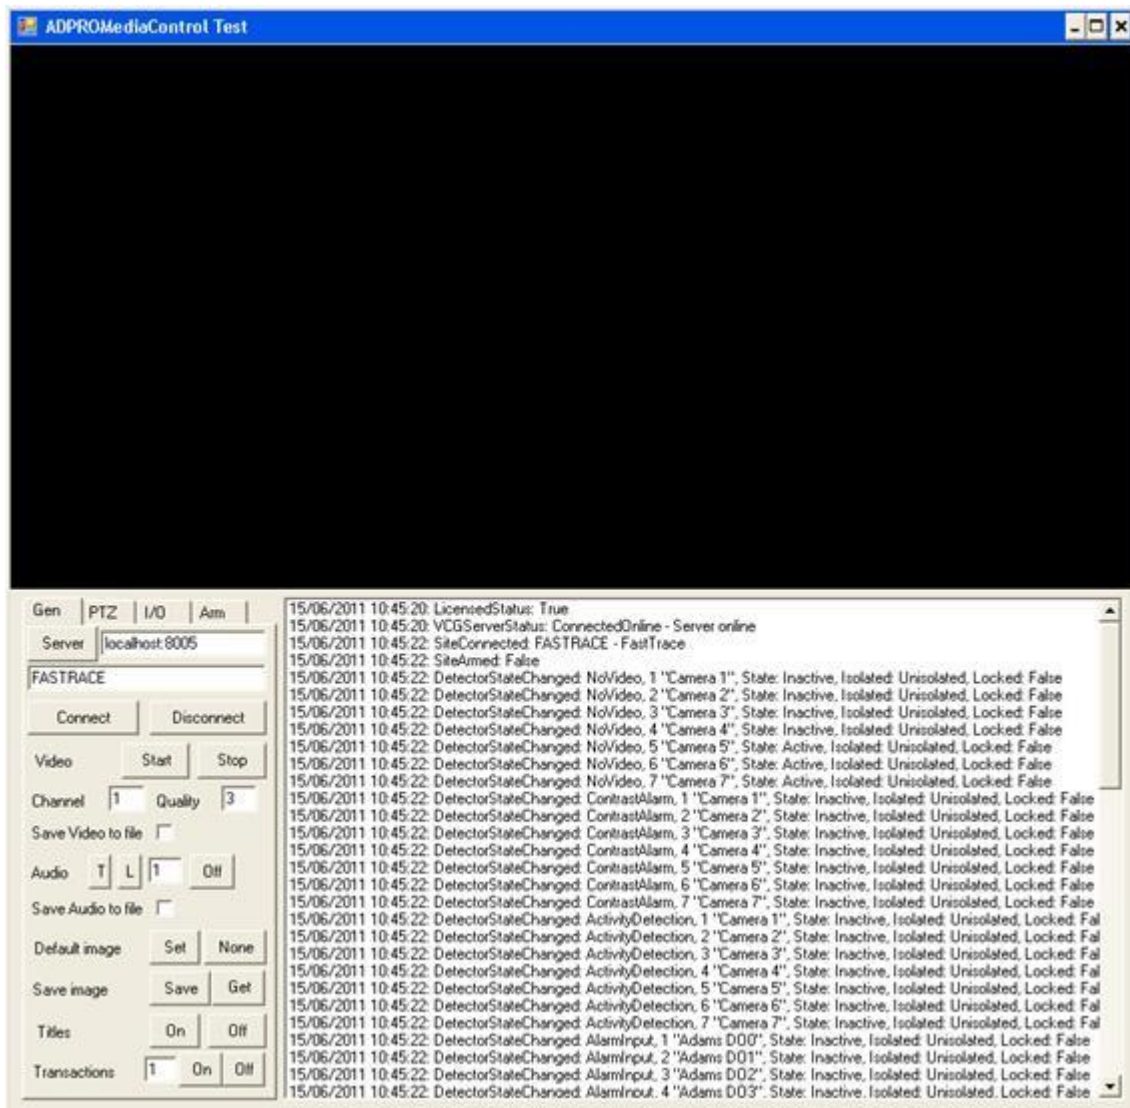 ADPROMediaControl Test
Gen PTZ I/O Arm
Server localhost:8005
FASTRACE
Connect Disconnect
Video Start Stop
Channel 1 Quality 3
Save Video to file
Audio T L 1 Off
Save Audio to file
Default image Set None
Save image Save Get
Titles On Off
Transactions 1 On Off
15/06/2011 10:45:20: LicensedStatus: True
15/06/2011 10:45:20: VCGServerStatus: ConnectedOnline - Server online
15/06/2011 10:45:22: SiteConnected: FASTRACE - FastTrace
15/06/2011 10:45:22: SiteArmed: False
15/06/2011 10:45:22: DetectorStateChanged: NoVideo, 1 "Camera 1", State: Inactive, Isolated: Unisolated, Locked: False
15/06/2011 10:45:22: DetectorStateChanged: NoVideo, 2 "Camera 2", State: Inactive, Isolated: Unisolated, Locked: False
15/06/2011 10:45:22: DetectorStateChanged: NoVideo, 3 "Camera 3", State: Inactive, Isolated: Unisolated, Locked: False
15/06/2011 10:45:22: DetectorStateChanged: NoVideo, 4 "Camera 4", State: Inactive, Isolated: Unisolated, Locked: False
15/06/2011 10:45:22: DetectorStateChanged: NoVideo, 5 "Camera 5", State: Active, Isolated: Unisolated, Locked: False
15/06/2011 10:45:22: DetectorStateChanged: NoVideo, 6 "Camera 6", State: Active, Isolated: Unisolated, Locked: False
15/06/2011 10:45:22: DetectorStateChanged: NoVideo, 7 "Camera 7", State: Active, Isolated: Unisolated, Locked: False
15/06/2011 10:45:22: DetectorStateChanged: ContrastAlarm, 1 "Camera 1", State: Inactive, Isolated: Unisolated, Locked: False
15/06/2011 10:45:22: DetectorStateChanged: ContrastAlarm, 2 "Camera 2", State: Inactive, Isolated: Unisolated, Locked: False
15/06/2011 10:45:22: DetectorStateChanged: ContrastAlarm, 3 "Camera 3", State: Inactive, Isolated: Unisolated, Locked: False
15/06/2011 10:45:22: DetectorStateChanged: ContrastAlarm, 4 "Camera 4", State: Inactive, Isolated: Unisolated, Locked: False
15/06/2011 10:45:22: DetectorStateChanged: ContrastAlarm, 5 "Camera 5", State: Inactive, Isolated: Unisolated, Locked: False
15/06/2011 10:45:22: DetectorStateChanged: ContrastAlarm, 6 "Camera 6", State: Inactive, Isolated: Unisolated, Locked: False
15/06/2011 10:45:22: DetectorStateChanged: ContrastAlarm, 7 "Camera 7", State: Inactive, Isolated: Unisolated, Locked: False
15/06/2011 10:45:22: DetectorStateChanged: ActivityDetection, 1 "Camera 1", State: Inactive, Isolated: Unisolated, Locked: Fal
15/06/2011 10:45:22: DetectorStateChanged: ActivityDetection, 2 "Camera 2", State: Inactive, Isolated: Unisolated, Locked: Fal
15/06/2011 10:45:22: DetectorStateChanged: ActivityDetection, 3 "Camera 3", State: Inactive, Isolated: Unisolated, Locked: Fal
15/06/2011 10:45:22: DetectorStateChanged: ActivityDetection, 4 "Camera 4", State: Inactive, Isolated: Unisolated, Locked: Fal
15/06/2011 10:45:22: DetectorStateChanged: ActivityDetection, 5 "Camera 5", State: Inactive, Isolated: Unisolated, Locked: Fal
15/06/2011 10:45:22: DetectorStateChanged: ActivityDetection, 6 "Camera 6", State: Inactive, Isolated: Unisolated, Locked: Fal
15/06/2011 10:45:22: DetectorStateChanged: ActivityDetection, 7 "Camera 7", State: Inactive, Isolated: Unisolated, Locked: Fal
15/06/2011 10:45:22: DetectorStateChanged: AlarmInput, 1 "Adams DO0", State: Inactive, Isolated: Unisolated, Locked: False
15/06/2011 10:45:22: DetectorStateChanged: AlarmInput, 2 "Adams DO1", State: Inactive, Isolated: Unisolated, Locked: False
15/06/2011 10:45:22: DetectorStateChanged: AlarmInput, 3 "Adams DO2", State: Inactive, Isolated: Unisolated, Locked: False
15/06/2011 10:45:22: DetectorStateChanged: AlarmInput, 4 "Adams DO3", State: Inactive, Isolated: Unisolated, Locked: False